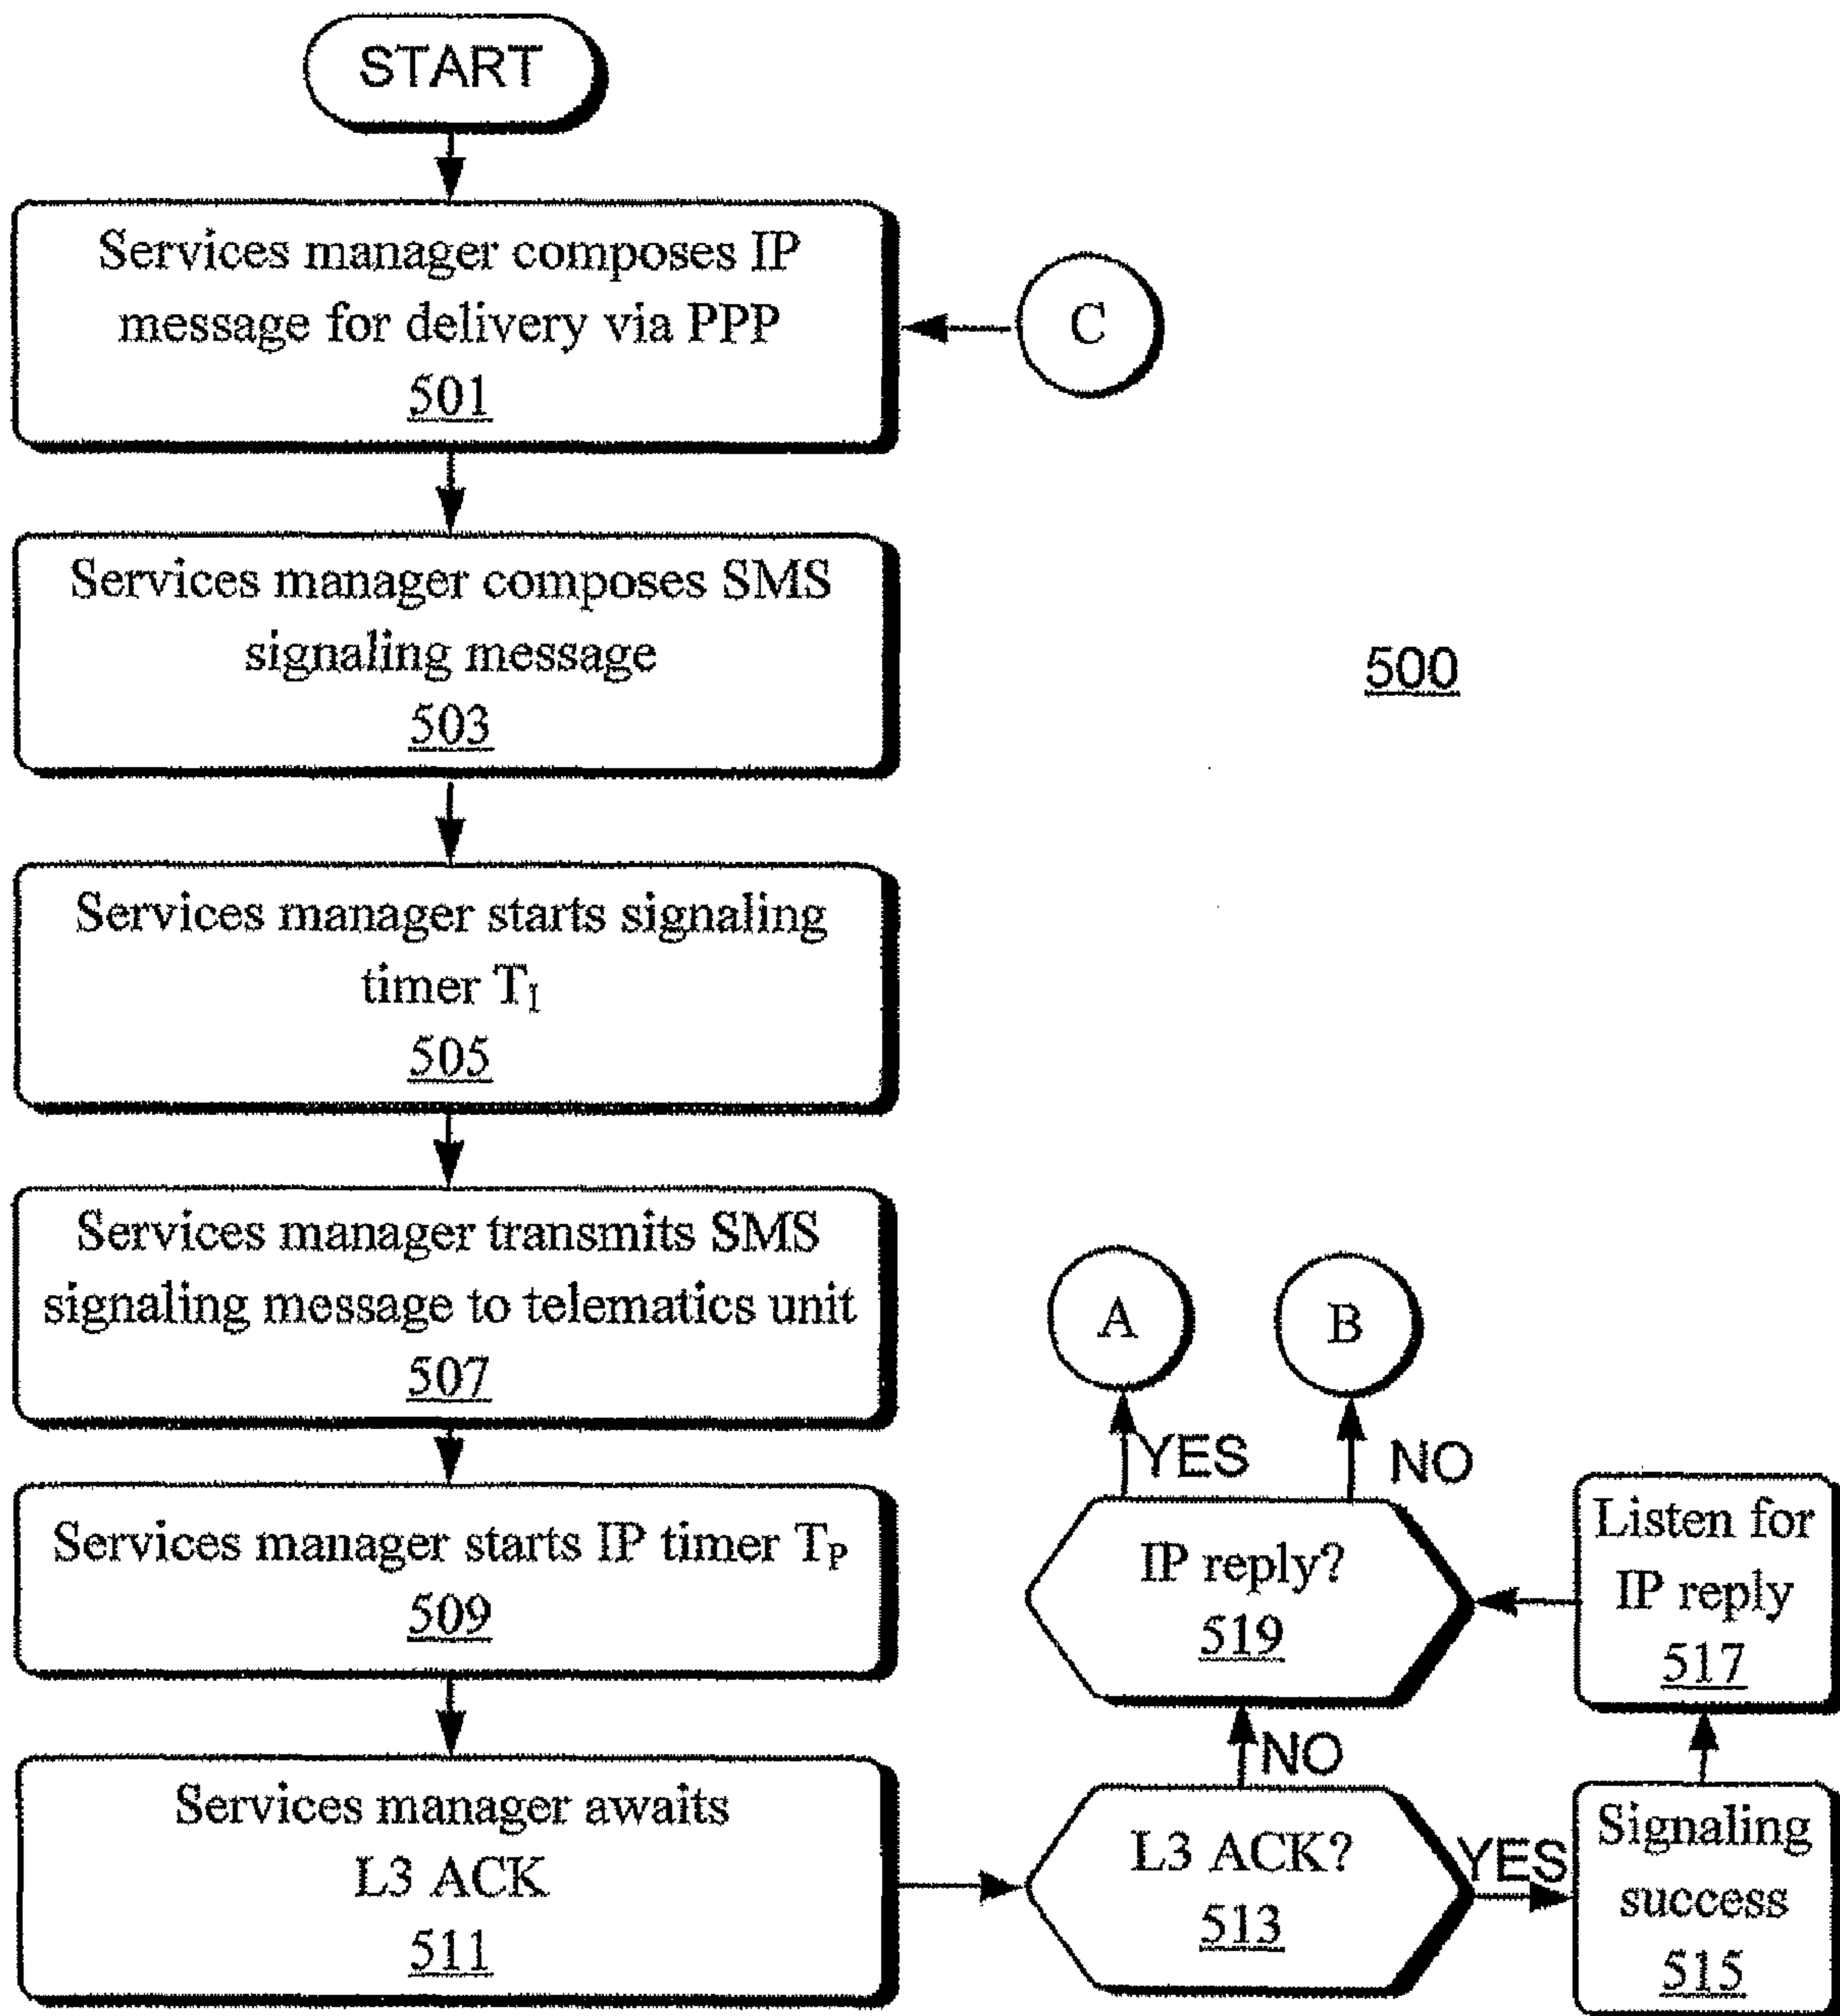 START
Services manager composes IP
message for delivery via PPP
501
C
Services manager composes SMS
signaling message
503
500
Services manager starts signaling
timer T1
505
Services manager transmits SMS
signaling message to telematics unit
507
A
B
YES
NO
Services manager starts IP timer TP
509
IP reply?
519
Listen for
IP reply
517
NO
Services manager awaits
L3 ACK
511
L3 ACK?
513
YES
Signaling
success
515